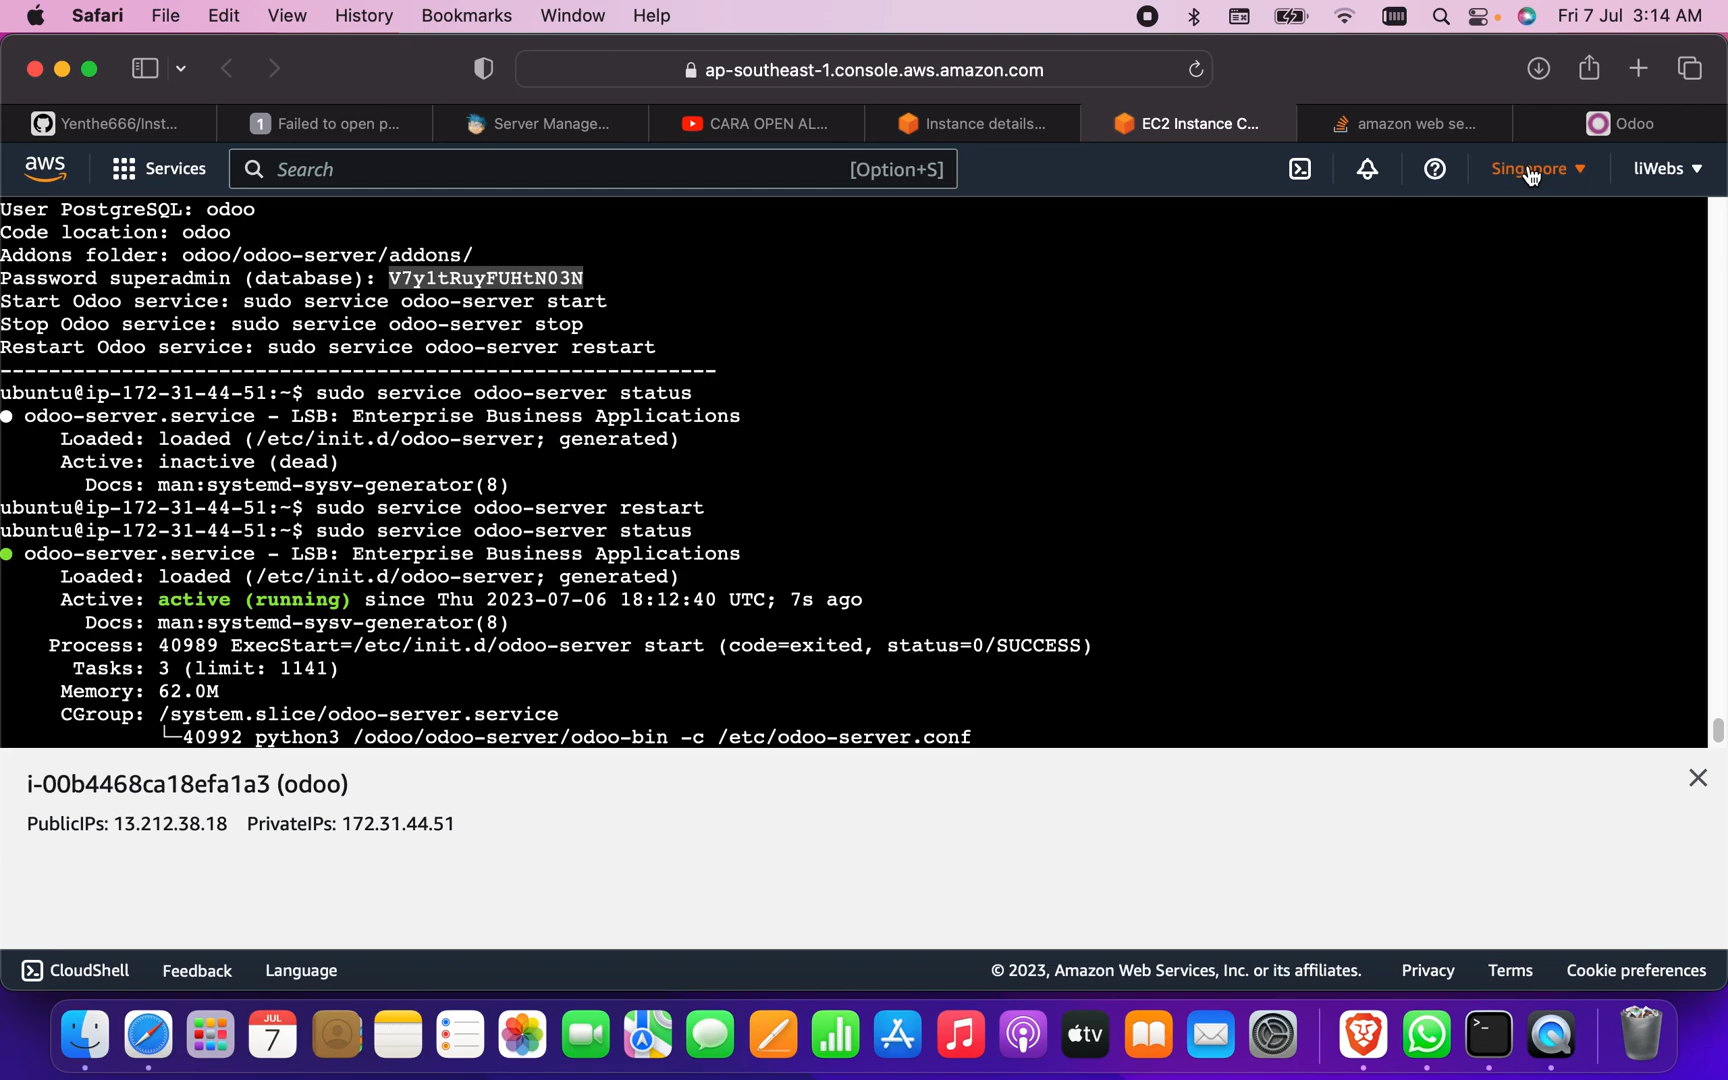 Safari File Edit View History Bookmarks Window Help Fri 7 Jul 3:14 AM
ap-southeast-1.console.aws.amazon.com
Yenthe666/Inst... 1 Failed to open p... Server Manage... CARA OPEN AL... Instance details... EC2 Instance C... amazon web se... Odoo
aws Services Search [Option+S] Singapore liWebs
User PostgreSQL: odoo
Code location: odoo
Addons folder: odoo/odoo-server/addons/
Password superadmin (database): V7y1tRuyFUHtN03N
Start Odoo service: sudo service odoo-server start
Stop Odoo service: sudo service odoo-server stop
Restart Odoo service: sudo service odoo-server restart
-----------------------------------------------------------
ubuntu@ip-172-31-44-51:~$ sudo service odoo-server status
● odoo-server.service - LSB: Enterprise Business Applications
Loaded: loaded (/etc/init.d/odoo-server; generated)
Active: inactive (dead)
Docs: man:systemd-sysv-generator(8)
ubuntu@ip-172-31-44-51:~$ sudo service odoo-server restart
ubuntu@ip-172-31-44-51:~$ sudo service odoo-server status
● odoo-server.service - LSB: Enterprise Business Applications
Loaded: loaded (/etc/init.d/odoo-server; generated)
Active: active (running) since Thu 2023-07-06 18:12:40 UTC; 7s ago
Docs: man:systemd-sysv-generator(8)
Process: 40989 ExecStart=/etc/init.d/odoo-server start (code=exited, status=0/SUCCESS)
Tasks: 3 (limit: 1141)
Memory: 62.0M
CGroup: /system.slice/odoo-server.service
└─40992 python3 /odoo/odoo-server/odoo-bin -c /etc/odoo-server.conf
i-00b4468ca18efa1a3 (odoo)
PublicIPs: 13.212.38.18 PrivateIPs: 172.31.44.51
CloudShell Feedback Language © 2023, Amazon Web Services, Inc. or its affiliates. Privacy Terms Cookie preferences
JUL
7
tv